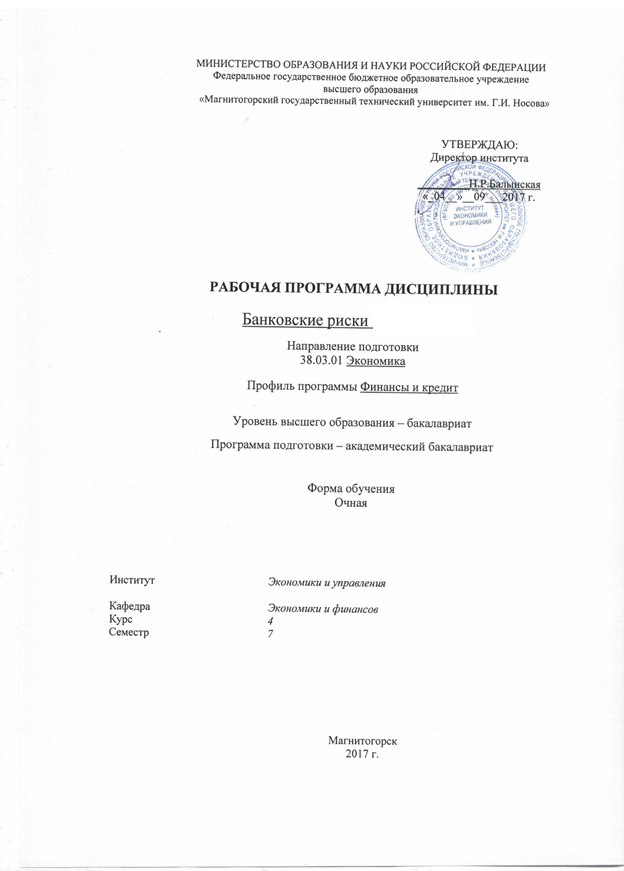 МИНИСТЕРСТВО ОБРАЗОВАНИЯ И НАУКИ РОССИЙСКОЙ ФЕДЕРАЦИИ
Федеральное государственное бюджетное образовательное учреждение
высшего образования
«Магнитогорский государственный технический университет им. Г.И. Носова»
УТВЕРЖДАЮ:
Директор института
Н.Р.Балынская
« 04 » 09 2017 г.
ИНСТИТУТ
ЭКОНОМИКИ
И УПРАВЛЕНИЯ
РАБОЧАЯ ПРОГРАММА ДИСЦИПЛИНЫ
Банковские риски
Направление подготовки
38.03.01 Экономика
Профиль программы Финансы и кредит
Уровень высшего образования – бакалавриат
Программа подготовки – академический бакалавриат
Форма обучения
Очная
Институт Экономики и управления
Кафедра Экономики и финансов
Курс 4
Семестр 7
Магнитогорск
2017 г.